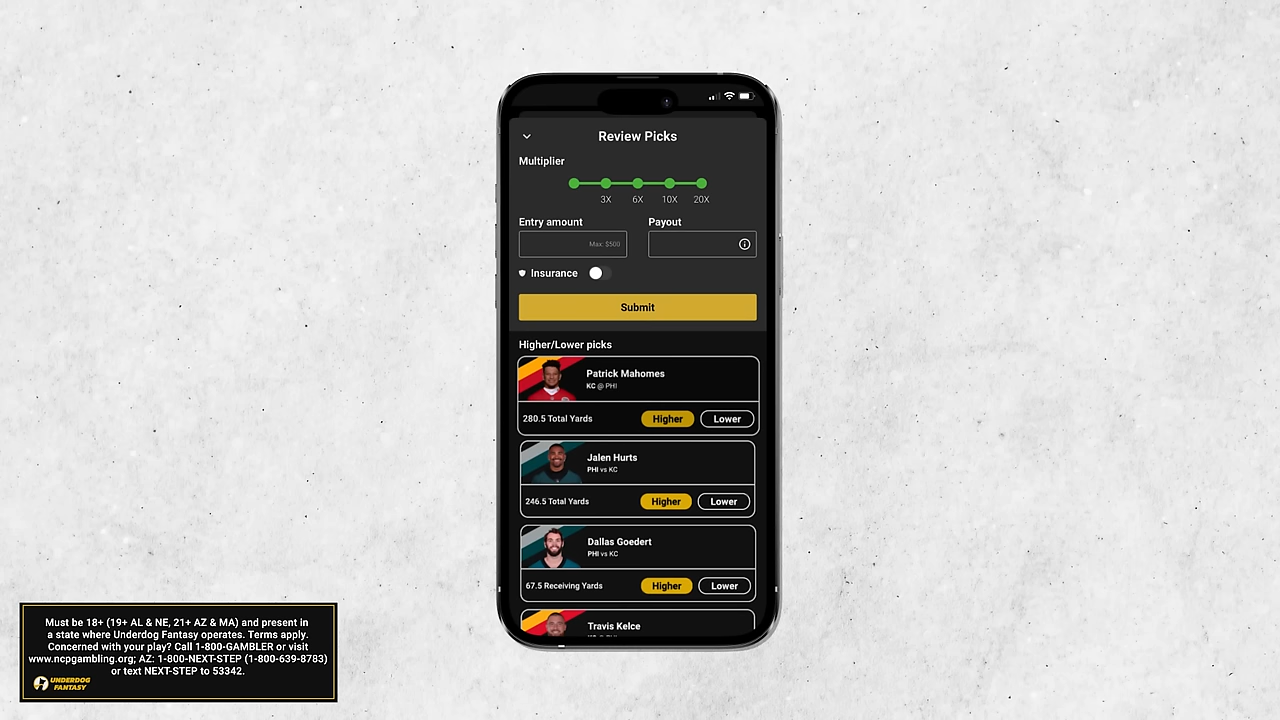 Review Picks
Multiplier
3X 6X 10X 20X
Entry amount Payout
Max: $500
Insurance
Submit
Higher/Lower picks
Patrick Mahomes
KC @ PHI
280.5 Total Yards Higher Lower
Jalen Hurts
PHI vs KC
246.5 Total Yards Higher Lower
Dallas Goedert
PHI vs KC
67.5 Receiving Yards Higher Lower
Travis Kelce
Must be 18+ (19+ AL & NE, 21+ AZ & MA) and present in
a state where Underdog Fantasy operates. Terms apply.
Concerned with your play? Call 1-800-GAMBLER or visit
www.ncpgambling.org; AZ: 1-800-NEXT-STEP (1-800-639-8783)
or text NEXT-STEP to 53342.
UNDERDOG
FANTASY